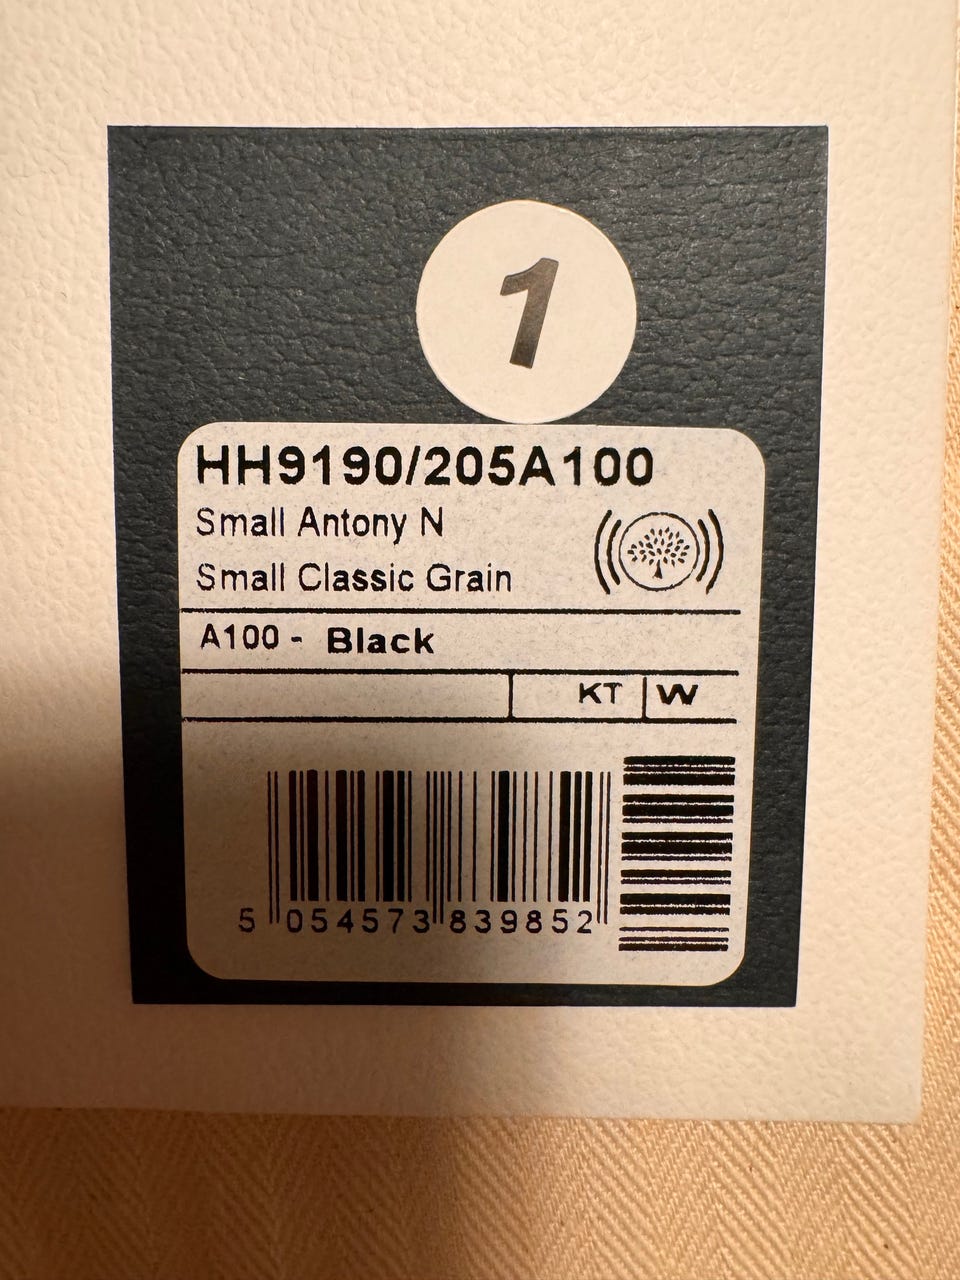 1
HH9190/205A100
Small Antony N
Small Classic Grain
A100 - Black
KT W
5 054573 839852